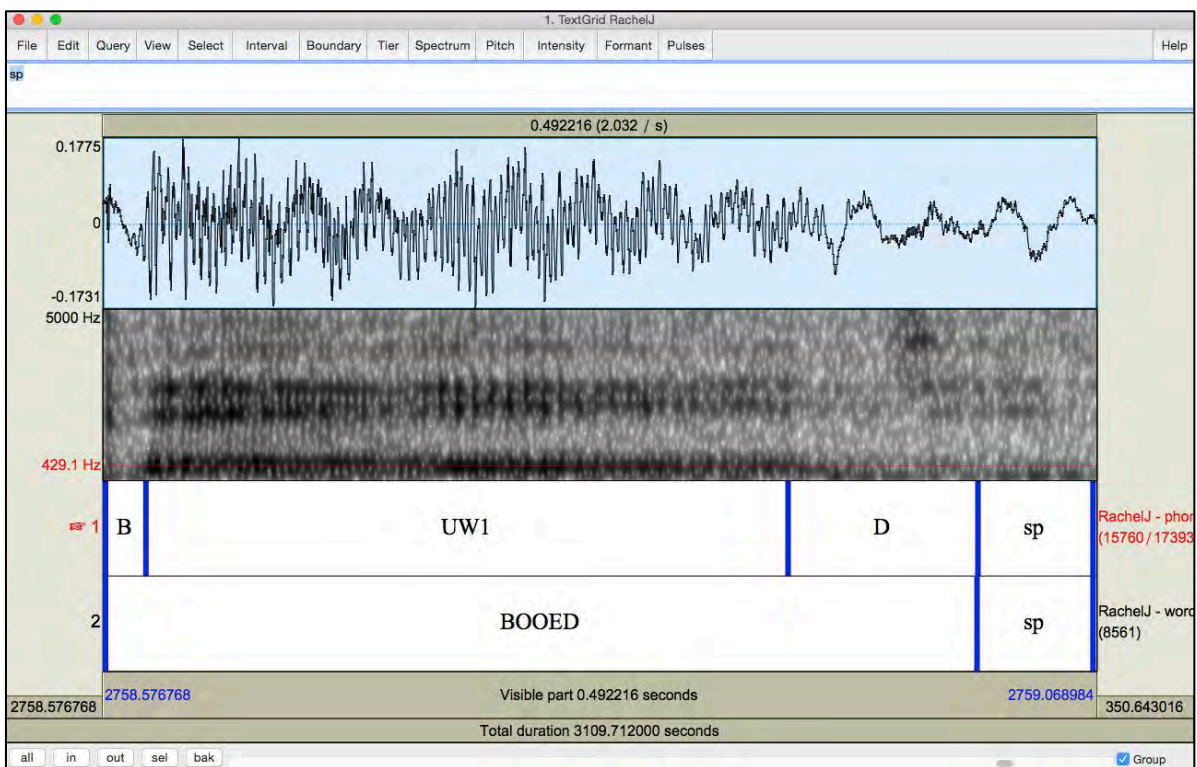 1. TextGrid RachelJ
File Edit Query View Select Interval Boundary Tier Spectrum Pitch Intensity Formant Pulses Help
sp
0.492216 (2.032 / s)
0.1775
0
-0.1731
5000 Hz
429.1 Hz
1 B UW1 D sp RachelJ - phor
(15760/17393
2 BOOED sp RachelJ - word
(8561)
2758.576768 2758.576768 Visible part 0.492216 seconds 2759.068984 350.643016
Total duration 3109.712000 seconds
all in out sel bak Group